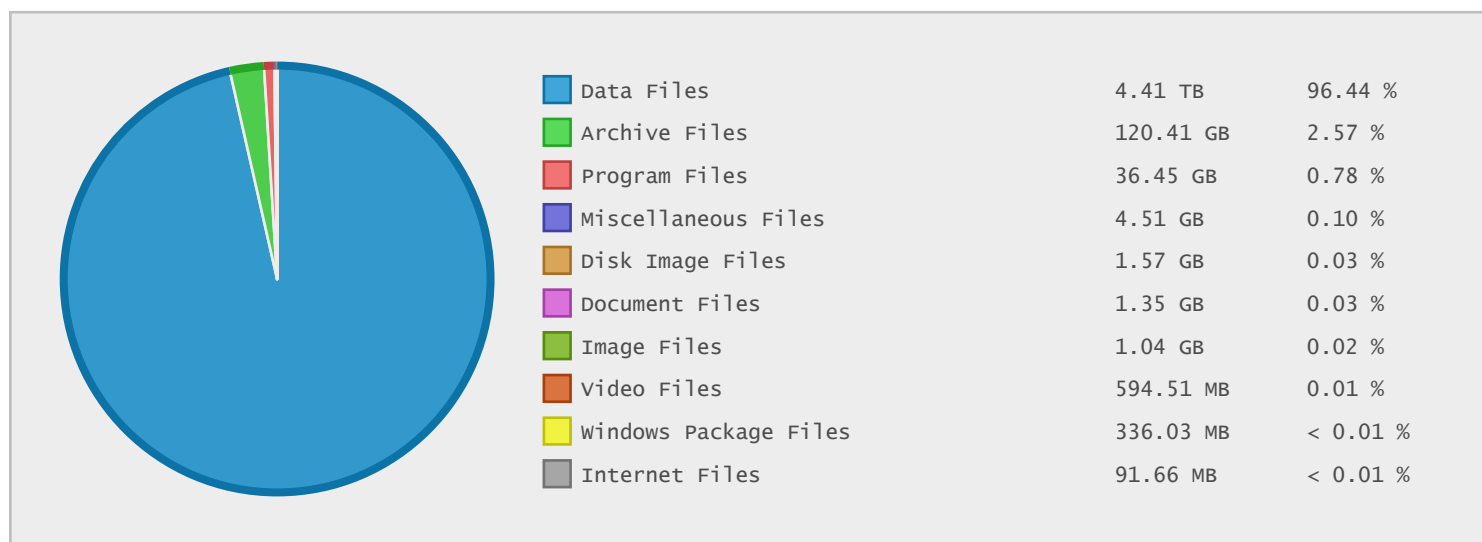 Data Files 4.41 TB 96.44 %
Archive Files 120.41 GB 2.57 %
Program Files 36.45 GB 0.78 %
Miscellaneous Files 4.51 GB 0.10 %
Disk Image Files 1.57 GB 0.03 %
Document Files 1.35 GB 0.03 %
Image Files 1.04 GB 0.02 %
Video Files 594.51 MB 0.01 %
Windows Package Files 336.03 MB < 0.01 %
Internet Files 91.66 MB < 0.01 %